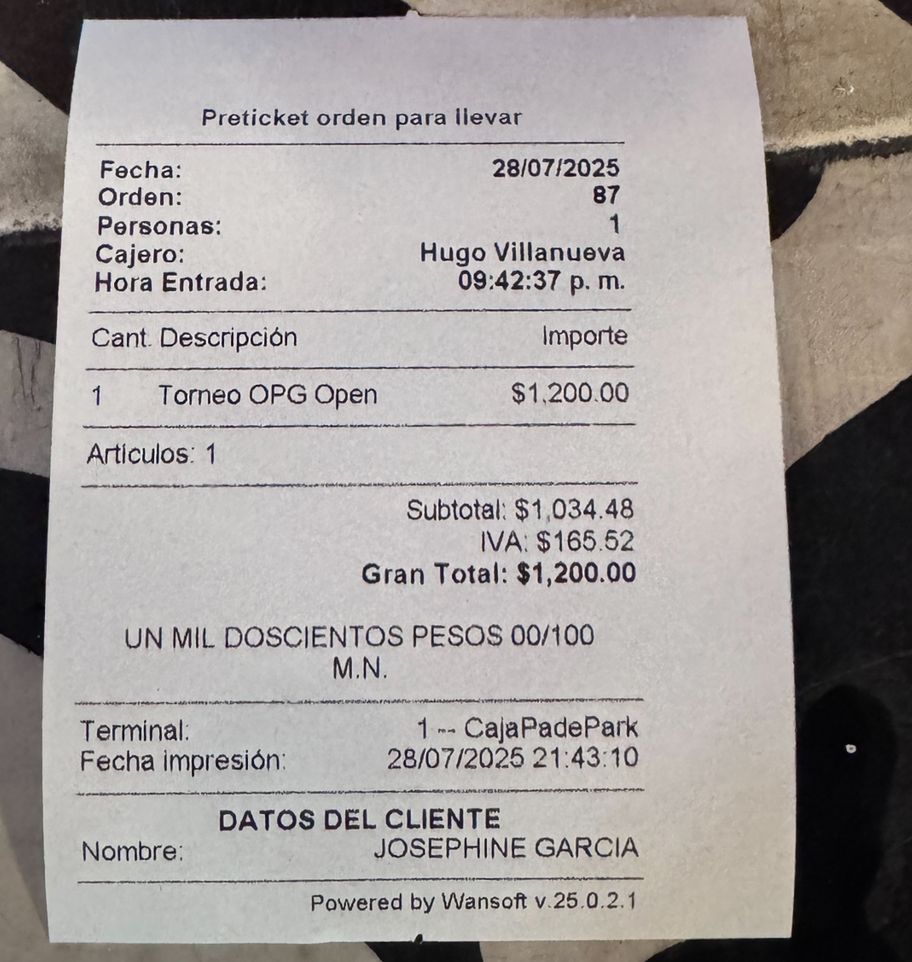 Preticket orden para llevar
Fecha: 28/07/2025
Orden: 87
Personas: 1
Cajero: Hugo Villanueva
Hora Entrada: 09:42:37 p. m.
Cant. Descripción Importe
1 Torneo OPG Open $1,200.00
Artículos: 1
Subtotal: $1,034.48
IVA: $165.52
Gran Total: $1,200.00
UN MIL DOSCIENTOS PESOS 00/100
M.N.
Terminal: 1 -- CajaPadePark
Fecha impresión: 28/07/2025 21:43:10
DATOS DEL CLIENTE
Nombre: JOSEPHINE GARCIA
Powered by Wansoft v.25.0.2.1